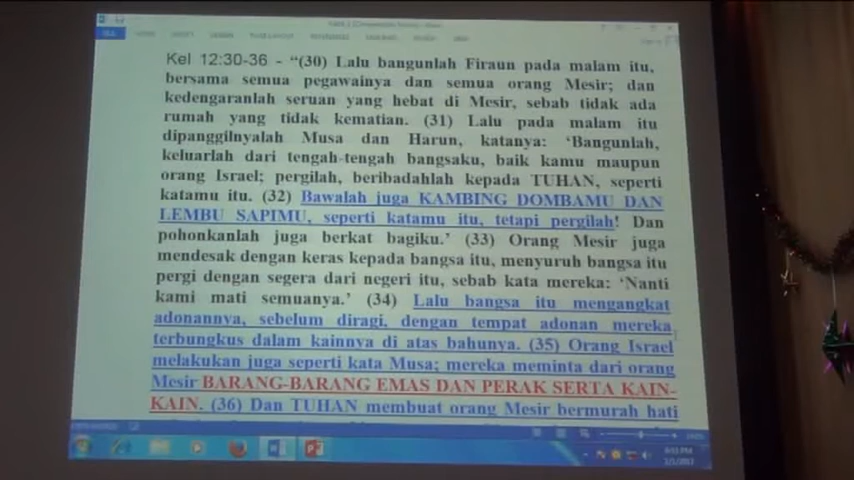 Kel 12:30-36 - “(30) Lalu bangunlah Firaun pada malam itu,
bersama semua pegawainya dan semua orang Mesir; dan
kedengaranlah seruan yang hebat di Mesir, sebab tidak ada
rumah yang tidak kematian. (31) Lalu pada malam itu
dipanggilnyalah Musa dan Harun, katanya: ‘Bangunlah,
keluarlah dari tengah-tengah bangsaku, baik kamu maupun
orang Israel; pergilah, beribadahlah kepada TUHAN, seperti
katamu itu. (32) Bawalah juga KAMBING DOMBAMU DAN
LEMBU SAPIMU, seperti katamu itu, tetapi pergilah! Dan
pohonkanlah juga berkat bagiku.’ (33) Orang Mesir juga
mendesak dengan keras kepada bangsa itu, menyuruh bangsa itu
pergi dengan segera dari negeri itu, sebab kata mereka: ‘Nanti
kami mati semuanya.’ (34) Lalu bangsa itu mengangkat
adonannya, sebelum diragi, dengan tempat adonan mereka
terbungkus dalam kainnya di atas bahunya. (35) Orang Israel
melakukan juga seperti kata Musa; mereka meminta dari orang
Mesir BARANG-BARANG EMAS DAN PERAK SERTA KAIN-
KAIN. (36) Dan TUHAN membuat orang Mesir bermurah hati